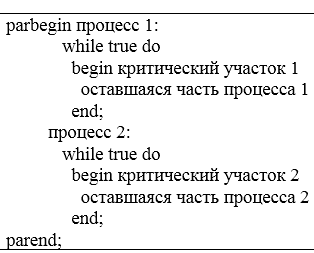 parbegin процесс 1:
while true do
begin критический участок 1
оставшаяся часть процесса 1
end;
процесс 2:
while true do
begin критический участок 2
оставшаяся часть процесса 2
end;
parend;